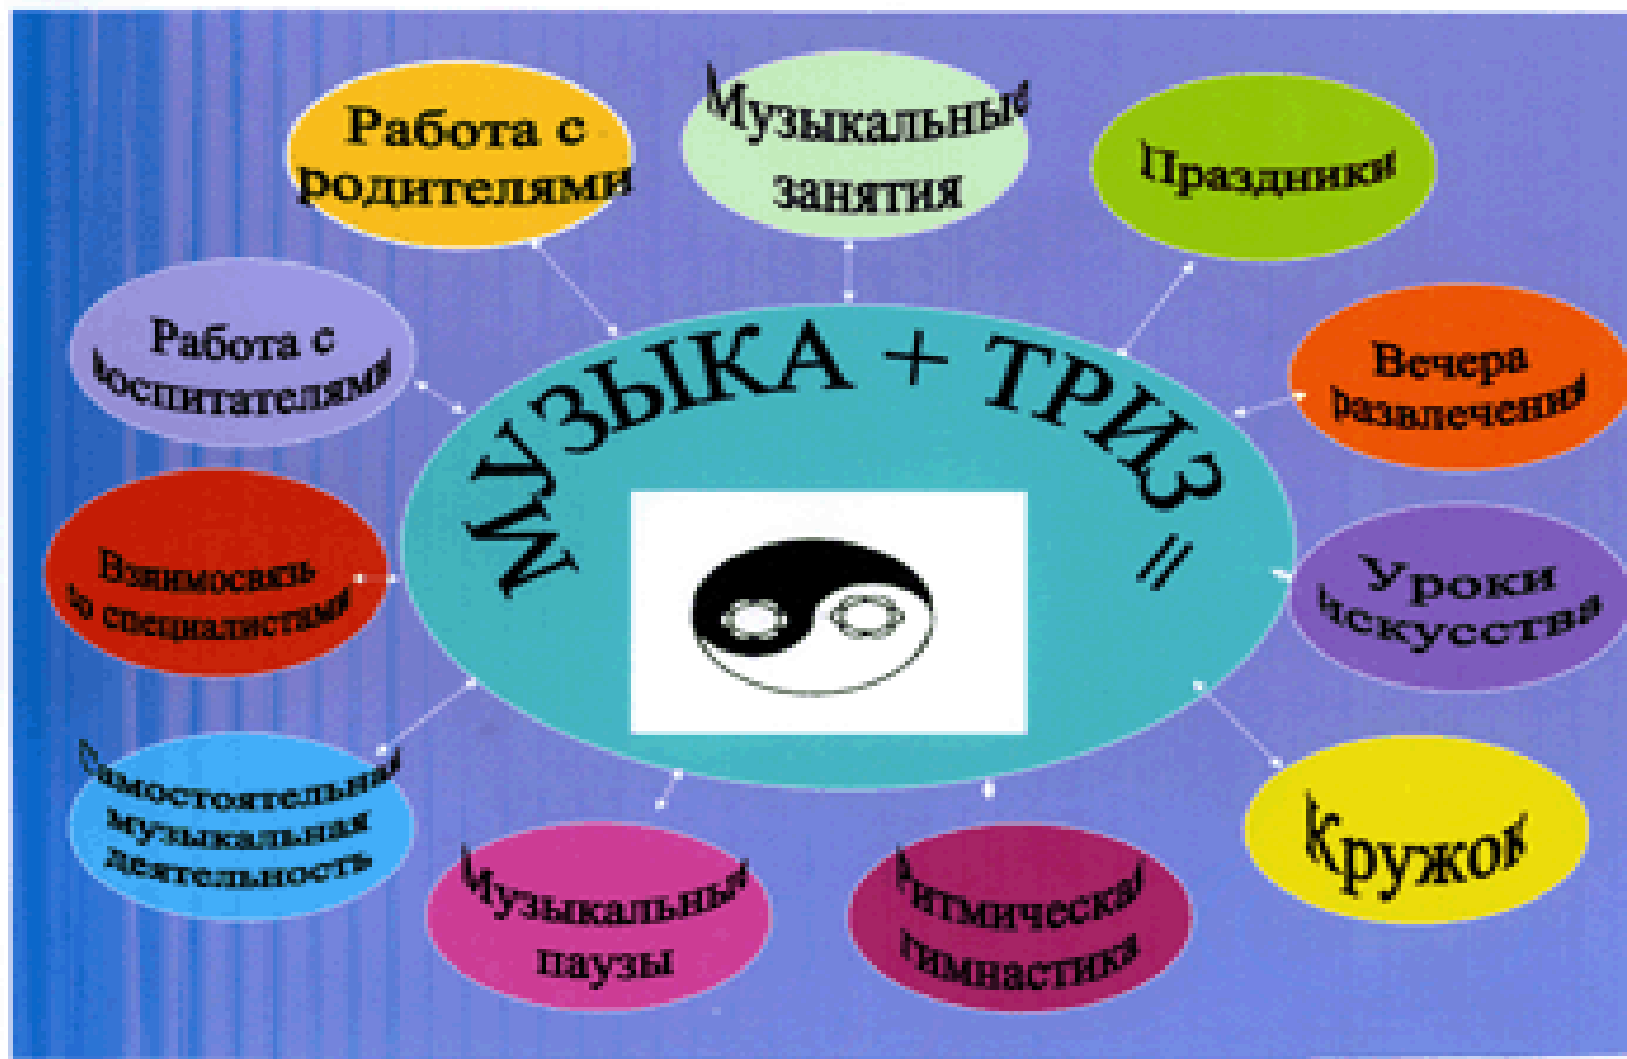 Работа с
родителями
Музыкальные
занятия
Праздники
Работа с
воспитателями
МУЗЫКА + ТРИЗ =
Вечера
развлечения
Взаимосвязь
со специалистами
Уроки
искусства
Самостоятельная
музыкальная
деятельность
Музыкальные
паузы
Ритмическая
гимнастика
Кружок